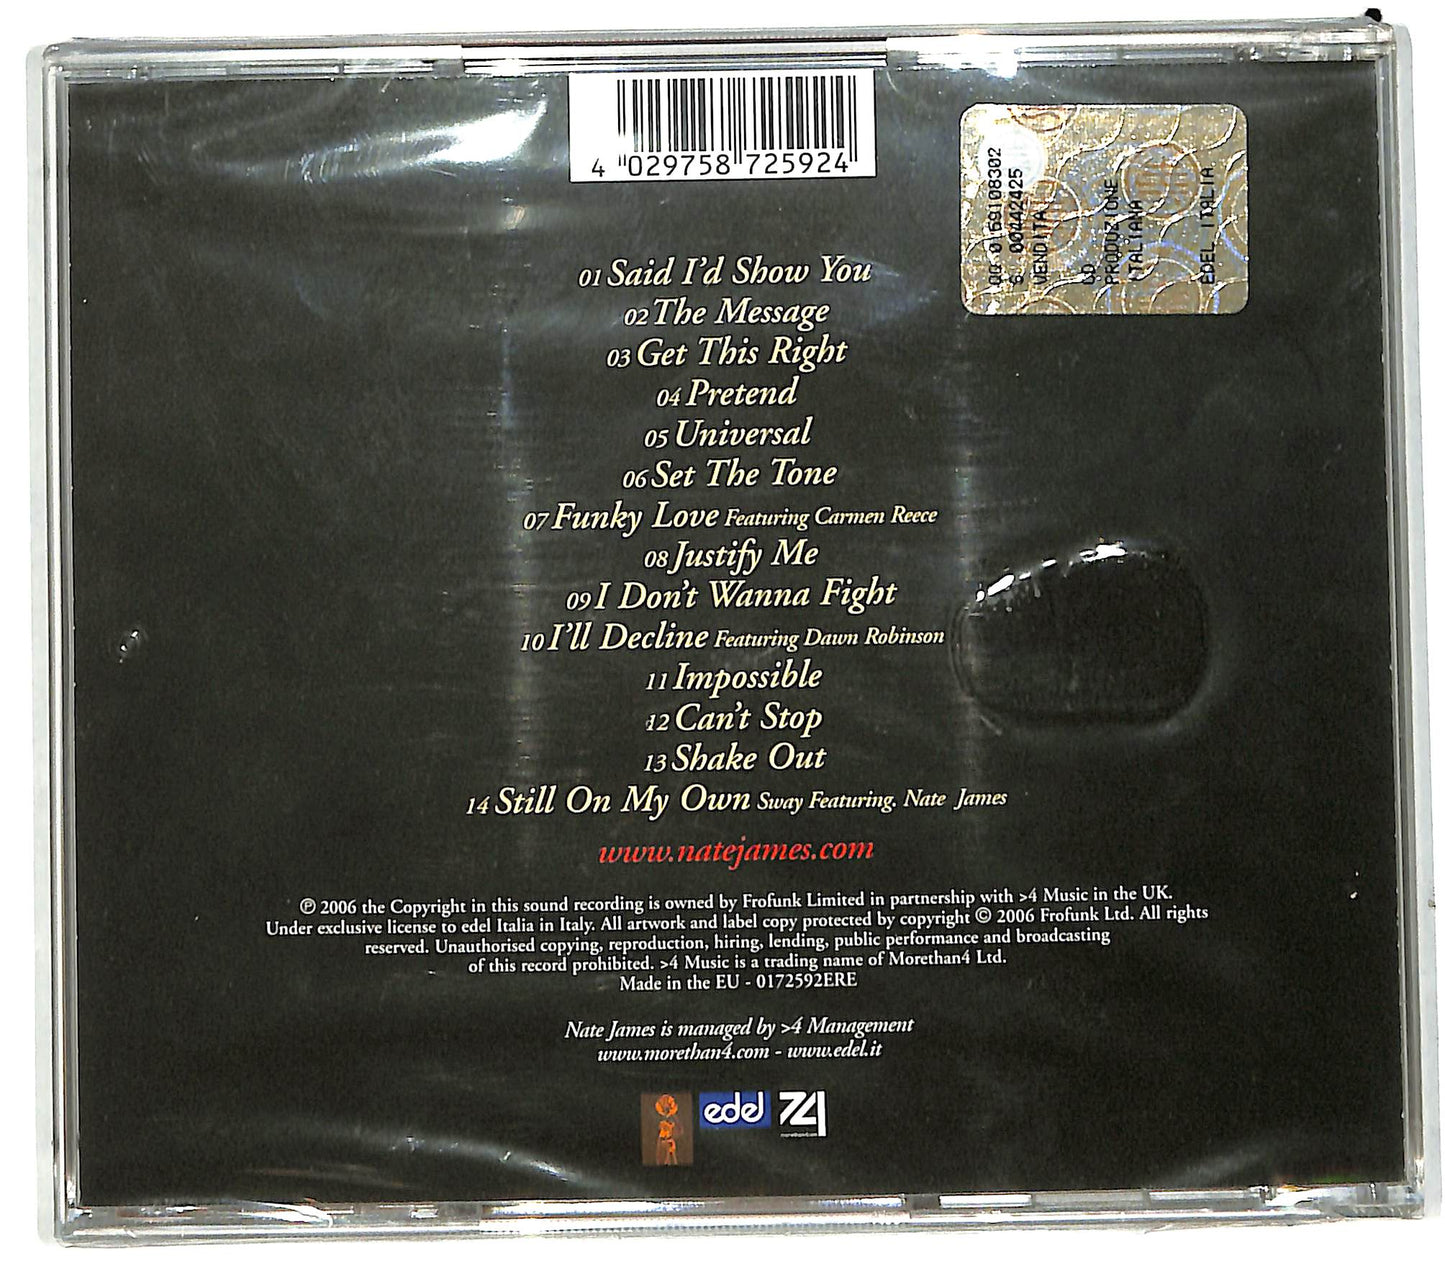 4 029758 725924
00 0159108302
6 00442425
VENDITA
CD
PRODUZIONE
ITALIANA
EDEL ITALIA
01 Said I'd Show You
02 The Message
03 Get This Right
04 Pretend
05 Universal
06 Set The Tone
07 Funky Love Featuring Carmen Reece
08 Justify Me
09 I Don't Wanna Fight
10 I'll Decline Featuring Dawn Robinson
11 Impossible
12 Can't Stop
13 Shake Out
14 Still On My Own Sway Featuring. Nate James
www.natejames.com
℗ 2006 the Copyright in this sound recording is owned by Frofunk Limited in partnership with >4 Music in the UK.
Under exclusive license to edel Italia in Italy. All artwork and label copy protected by copyright © 2006 Frofunk Ltd. All rights
reserved. Unauthorised copying, reproduction, hiring, lending, public performance and broadcasting
of this record prohibited. >4 Music is a trading name of Morethan4 Ltd.
Made in the EU - 0172592ERE
Nate James is managed by >4 Management
www.morethan4.com - www.edel.it
edel
morethan4.com